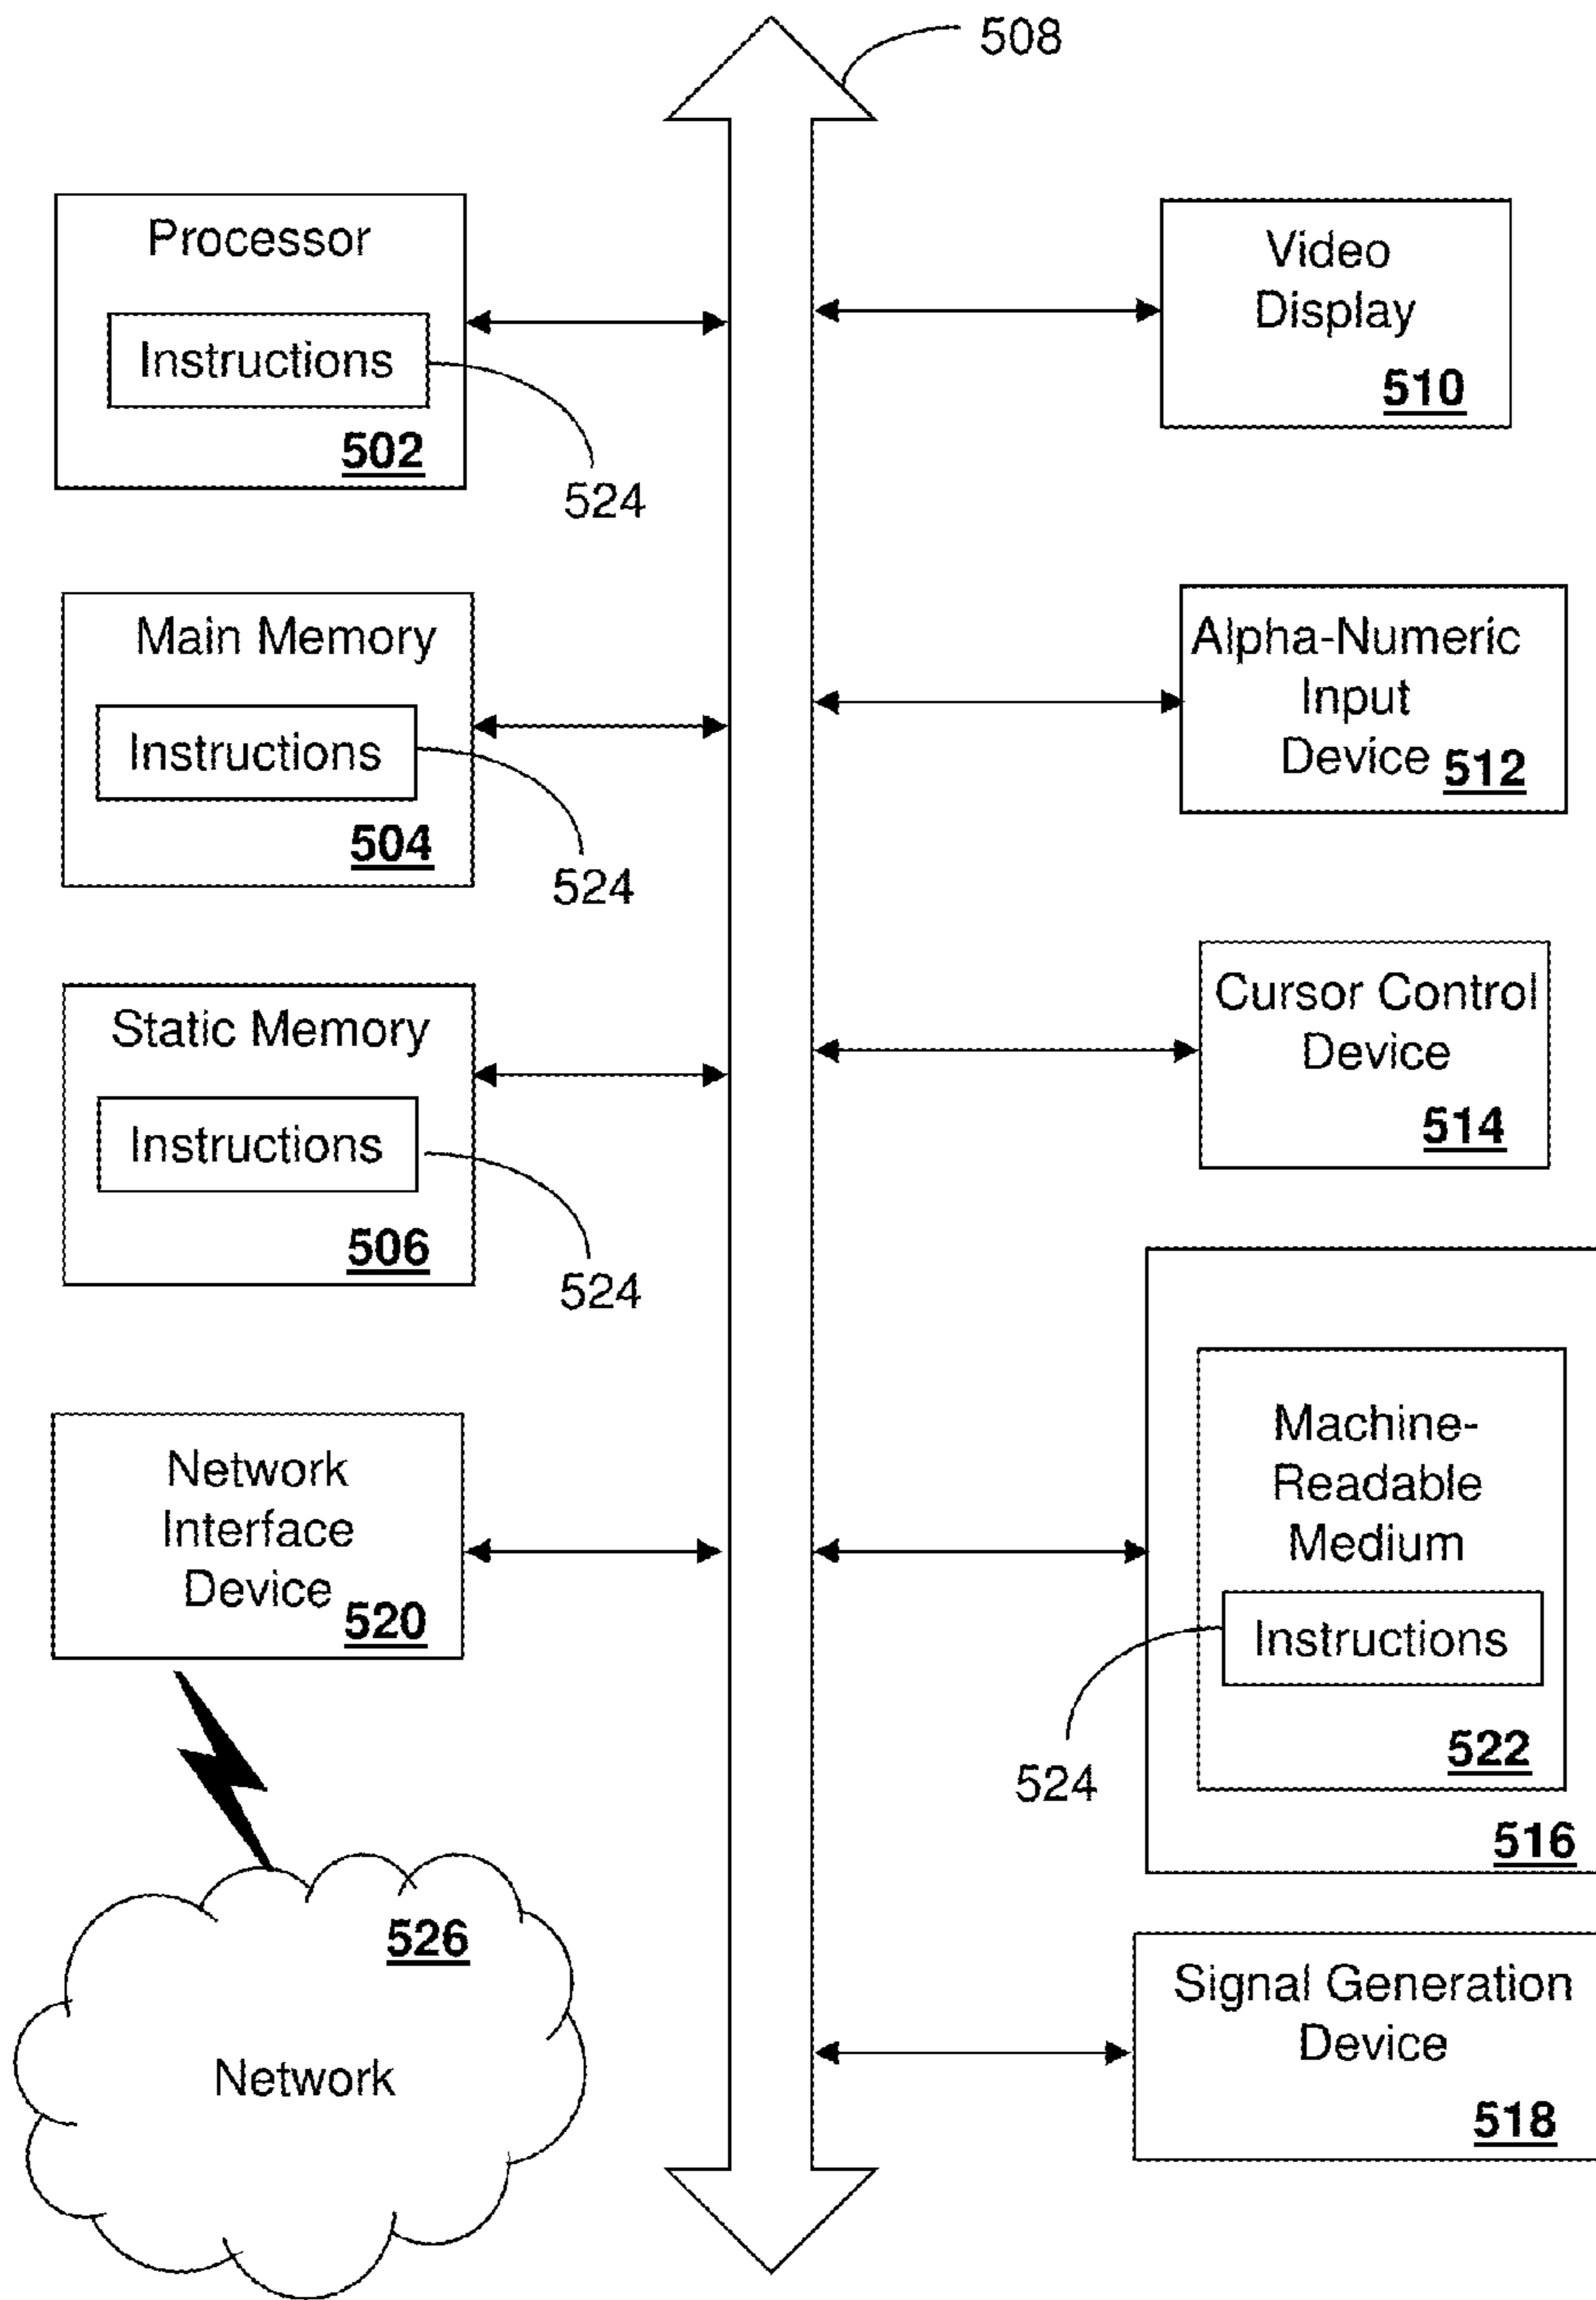 508
Processor
Instructions
502
524
Main Memory
Instructions
504
524
Static Memory
Instructions
506
524
Network
Interface
Device
520
526
Network
Video
Display
510
Alpha-Numeric
Input
Device 512
Cursor Control
Device
514
Machine-
Readable
Medium
Instructions
522
524
516
Signal Generation
Device
518